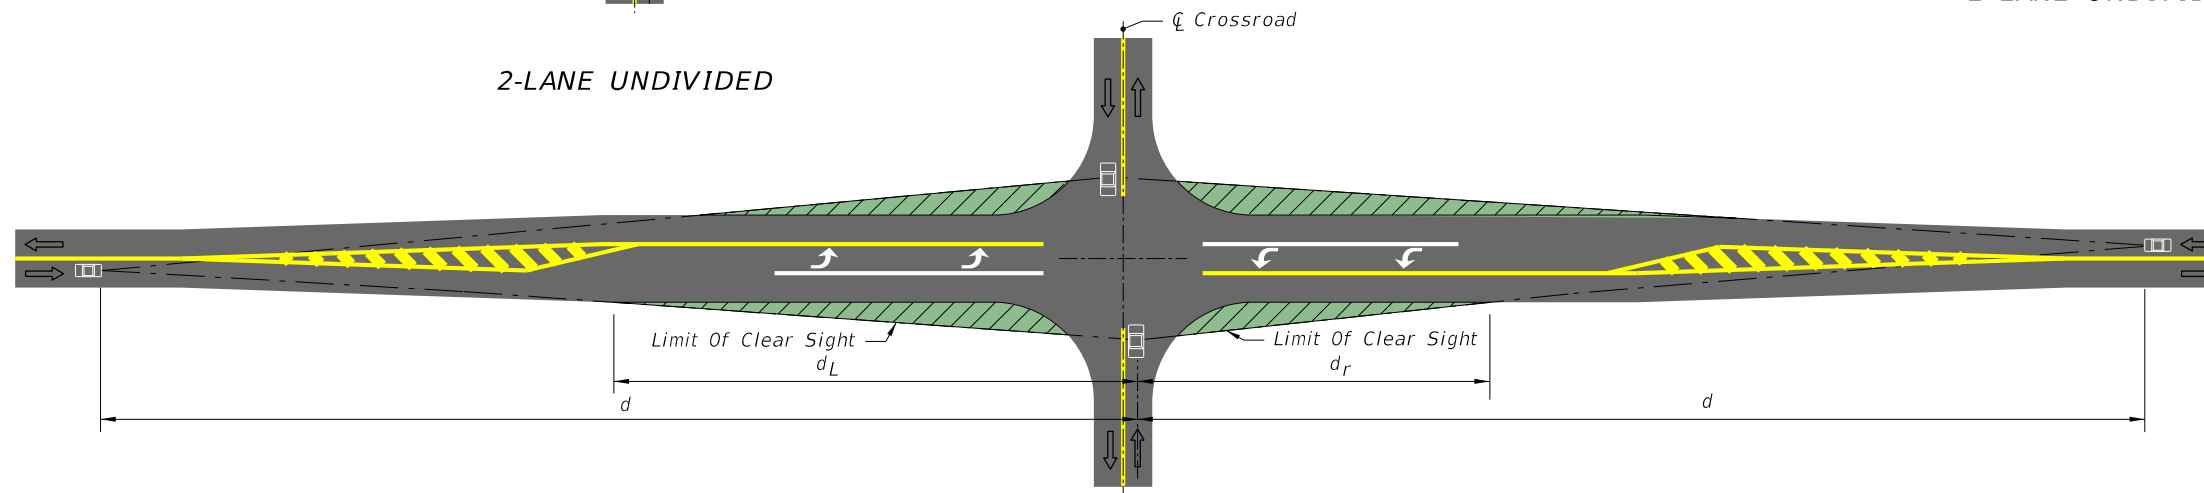 ℄ Crossroad
2-LANE UNDIVIDED
Limit Of Clear Sight
Limit Of Clear Sight
dL
dr
d
d